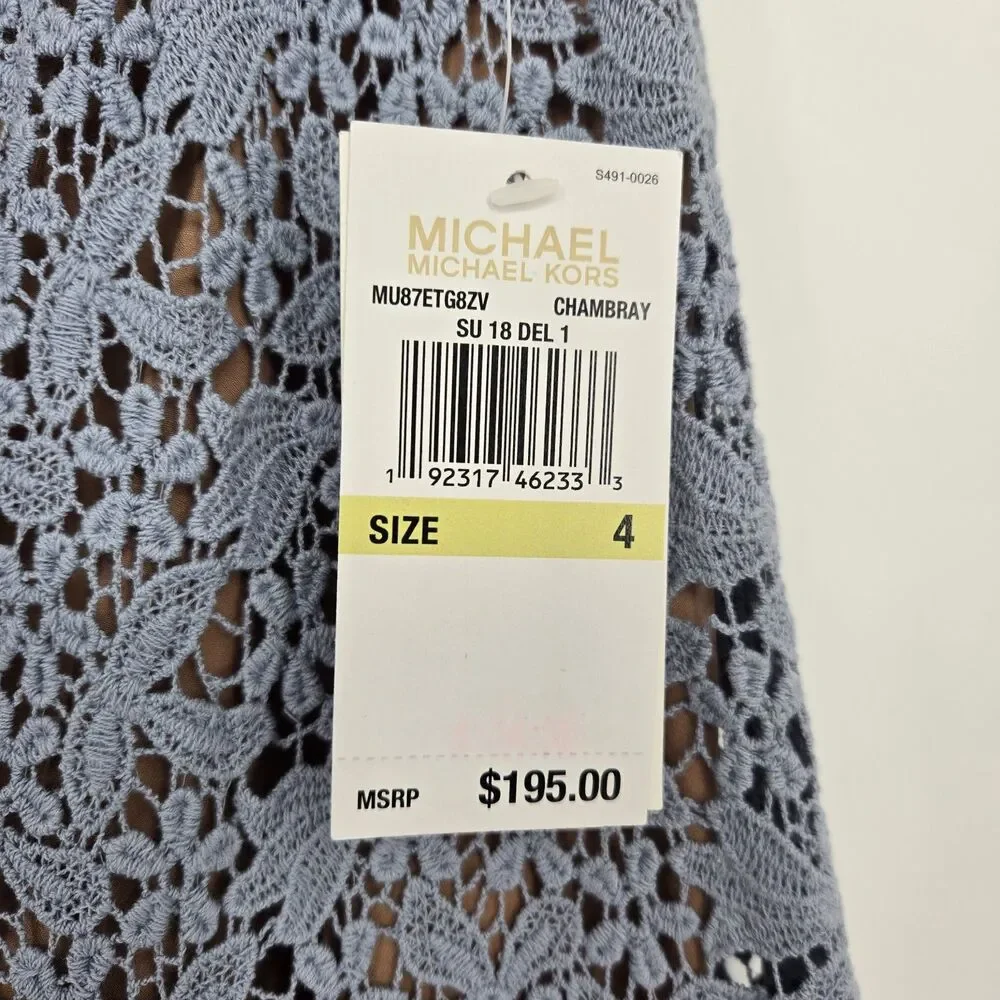 S491-0026
MICHAEL
MICHAEL KORS
MU87ETG8ZV CHAMBRAY
SU 18 DEL 1
1 92317 46233 3
SIZE 4
MSRP $195.00